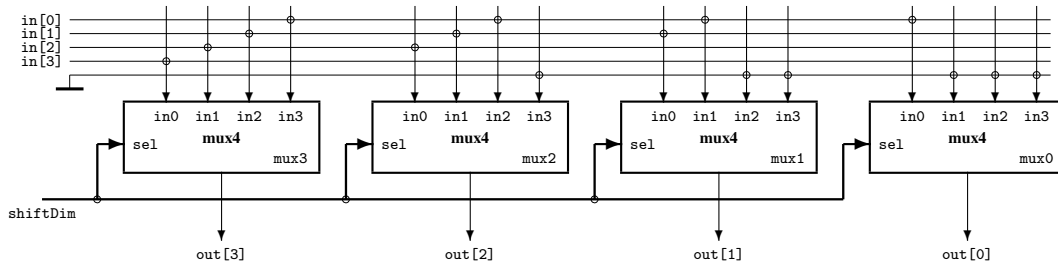 in[0]
in[1]
in[2]
in[3]
in0 in1 in2 in3 in0 in1 in2 in3 in0 in1 in2 in3 in0 in1 in2 in3
mux4 mux4 mux4 mux4
sel sel sel sel
mux3 mux2 mux1 mux0
shiftDim
out[3] out[2] out[1] out[0]